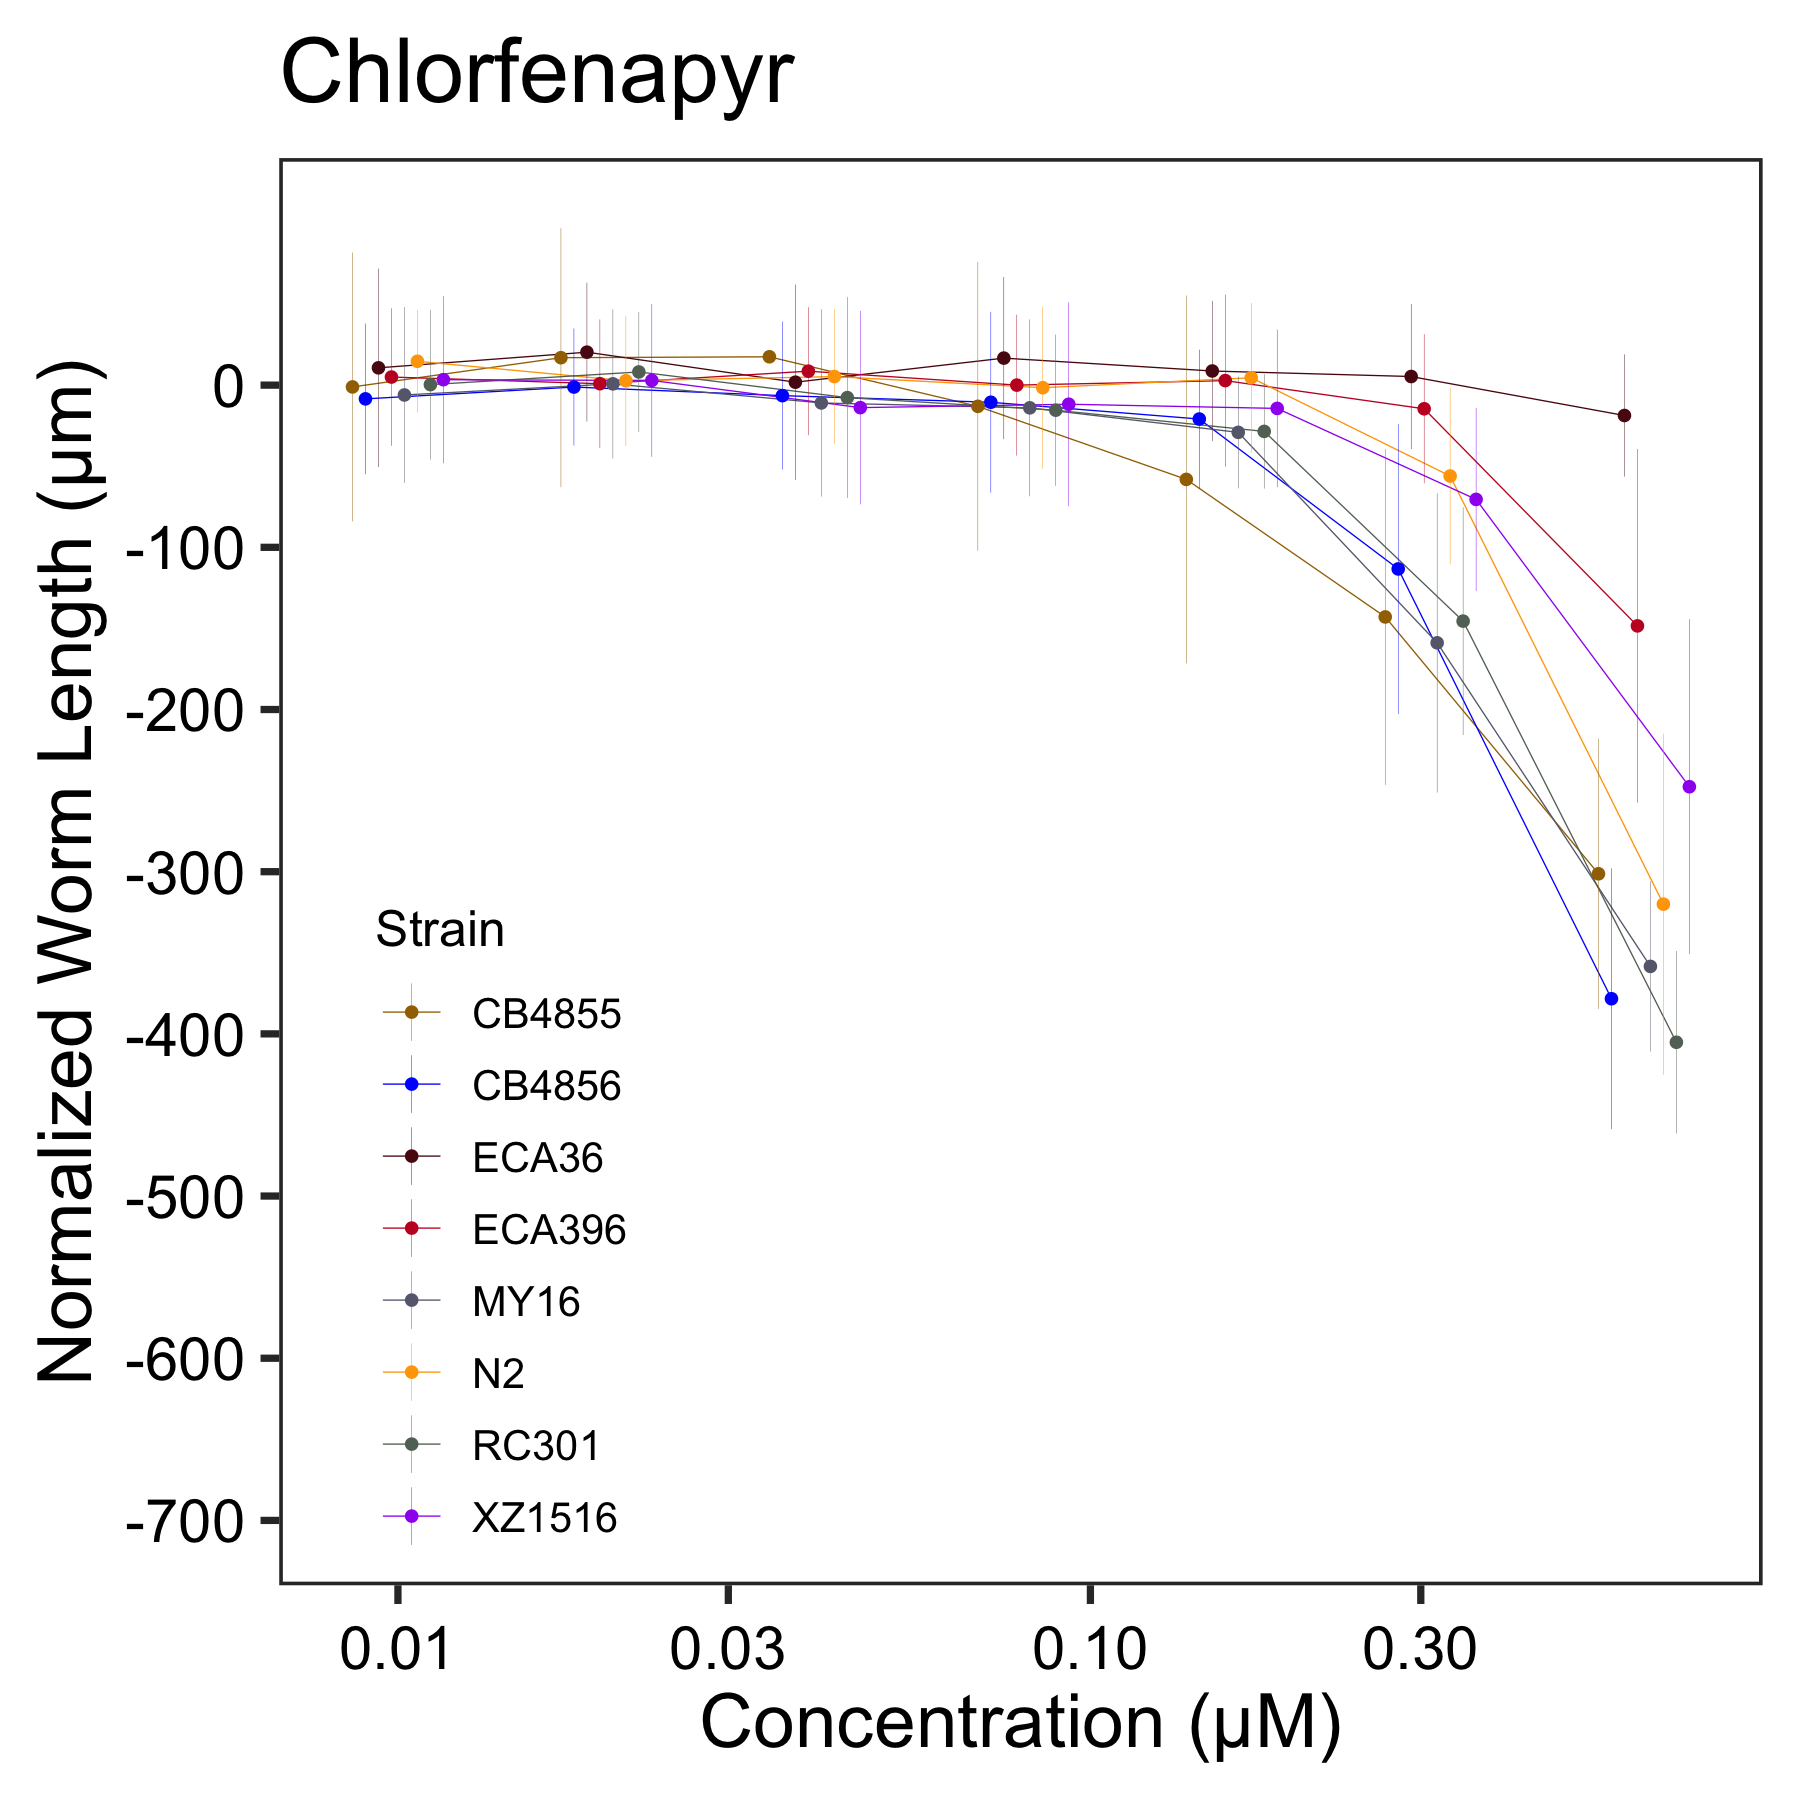 Chlorfenapyr
Normalized Worm Length (µm)
0
-100
-200
-300
-400
-500
-600
-700
Strain
CB4855
CB4856
ECA36
ECA396
MY16
N2
RC301
XZ1516
0.01
0.03
0.10
0.30
Concentration (µM)